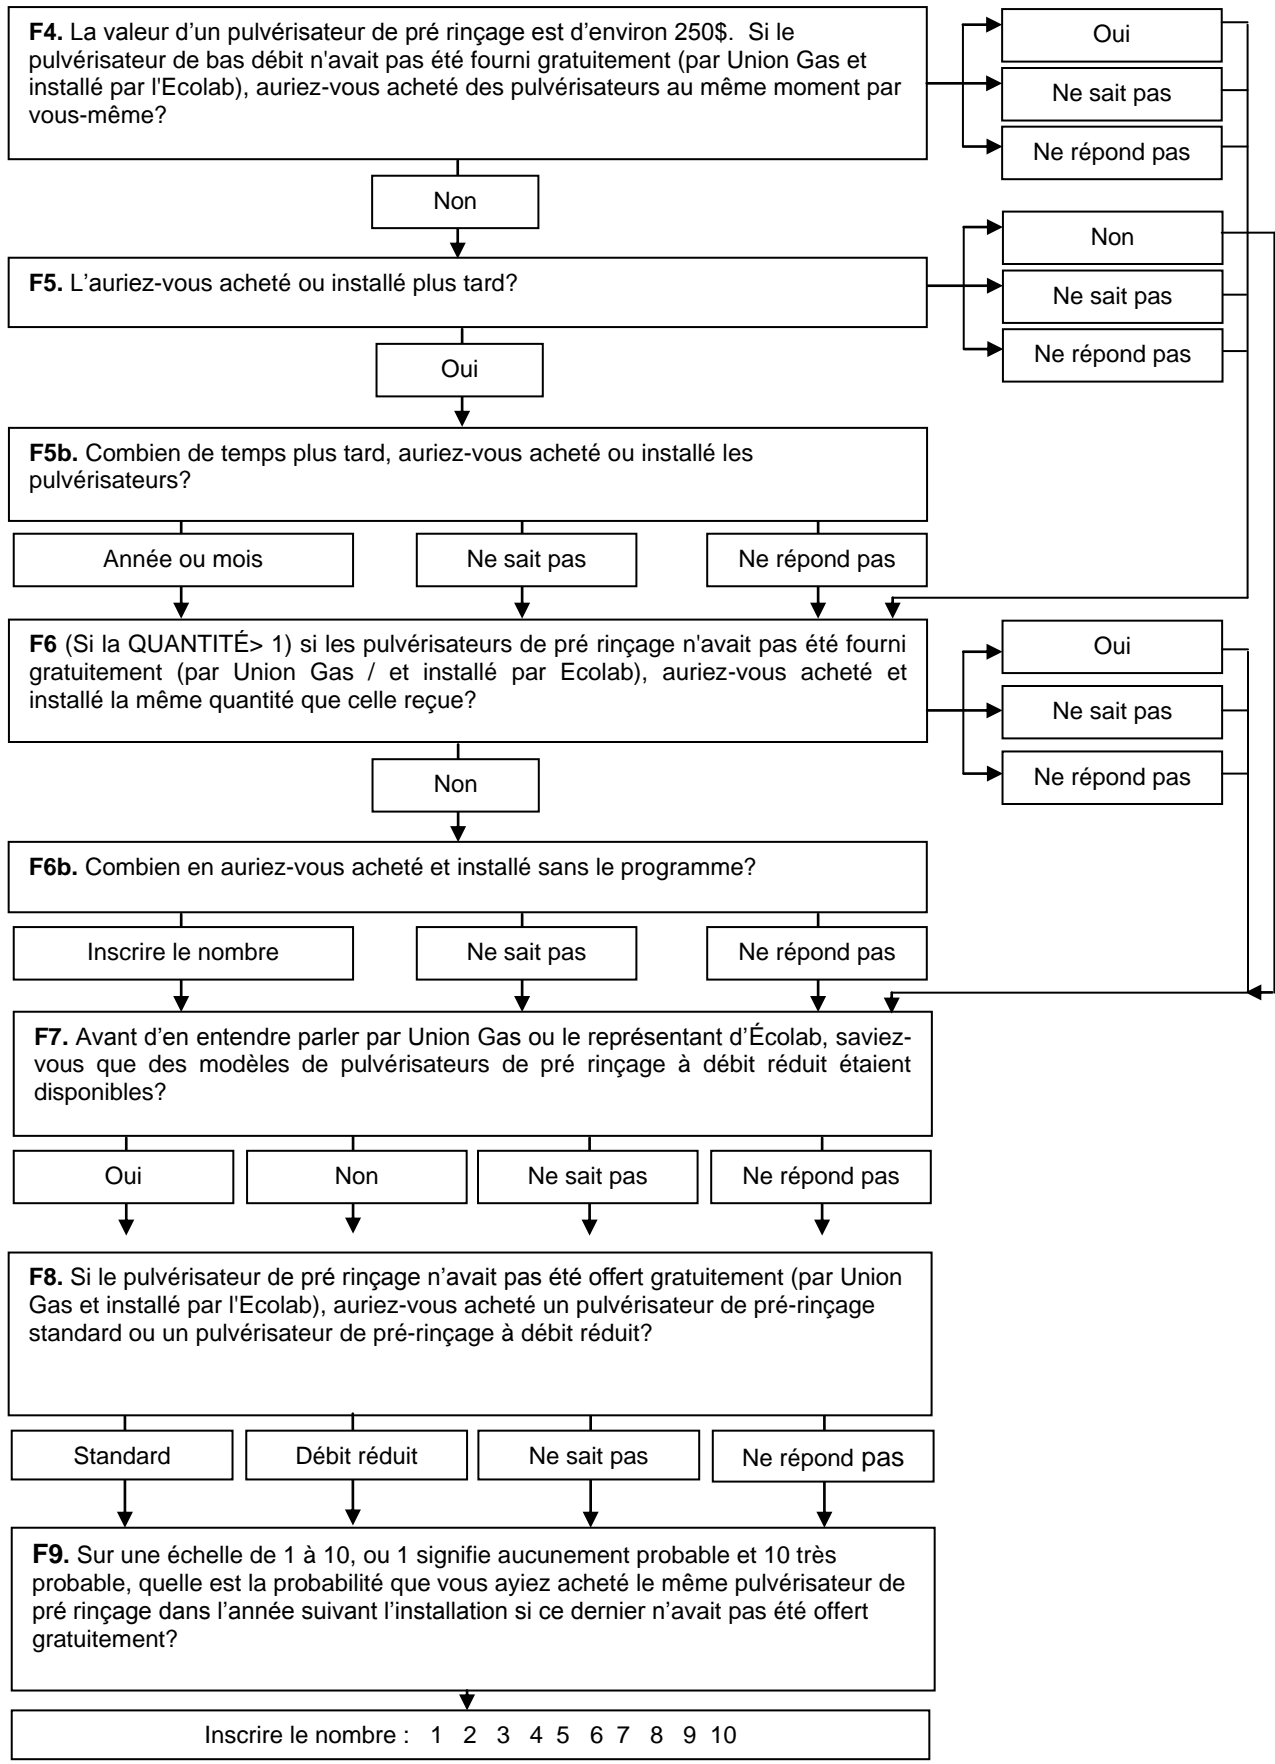 F4. La valeur d'un pulvérisateur de pré rinçage est d'environ 250$. Si le
pulvérisateur de bas débit n'avait pas été fourni gratuitement (par Union Gas et
installé par l'Ecolab), auriez-vous acheté des pulvérisateurs au même moment par
vous-même?
Oui
Ne sait pas
Ne répond pas
Non
F5. L'auriez-vous acheté ou installé plus tard?
Non
Ne sait pas
Ne répond pas
Oui
F5b. Combien de temps plus tard, auriez-vous acheté ou installé les
pulvérisateurs?
Année ou mois
Ne sait pas
Ne répond pas
F6 (Si la QUANTITÉ> 1) si les pulvérisateurs de pré rinçage n'avait pas été fourni
gratuitement (par Union Gas / et installé par Ecolab), auriez-vous acheté et
installé la même quantité que celle reçue?
Oui
Ne sait pas
Ne répond pas
Non
F6b. Combien en auriez-vous acheté et installé sans le programme?
Inscrire le nombre
Ne sait pas
Ne répond pas
F7. Avant d'en entendre parler par Union Gas ou le représentant d'Écolab, saviez-
vous que des modèles de pulvérisateurs de pré rinçage à débit réduit étaient
disponibles?
Oui
Non
Ne sait pas
Ne répond pas
F8. Si le pulvérisateur de pré rinçage n'avait pas été offert gratuitement (par Union
Gas et installé par l'Ecolab), auriez-vous acheté un pulvérisateur de pré-rinçage
standard ou un pulvérisateur de pré-rinçage à débit réduit?
Standard
Débit réduit
Ne sait pas
Ne répond pas
F9. Sur une échelle de 1 à 10, ou 1 signifie aucunement probable et 10 très
probable, quelle est la probabilité que vous ayiez acheté le même pulvérisateur de
pré rinçage dans l'année suivant l'installation si ce dernier n'avait pas été offert
gratuitement?
Inscrire le nombre : 1 2 3 4 5 6 7 8 9 10